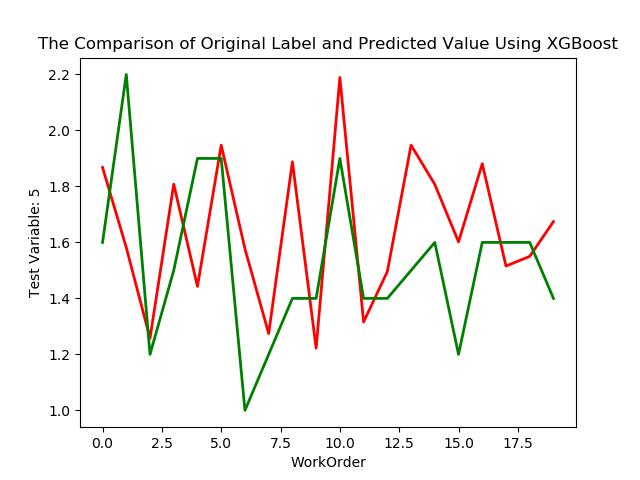 The Comparison of Original Label and Predicted Value Using XGBoost
2.2
2.0
1.8
1.6
1.4
1.2
1.0
Test Variable: 5
0.0 2.5 5.0 7.5 10.0 12.5 15.0 17.5
WorkOrder